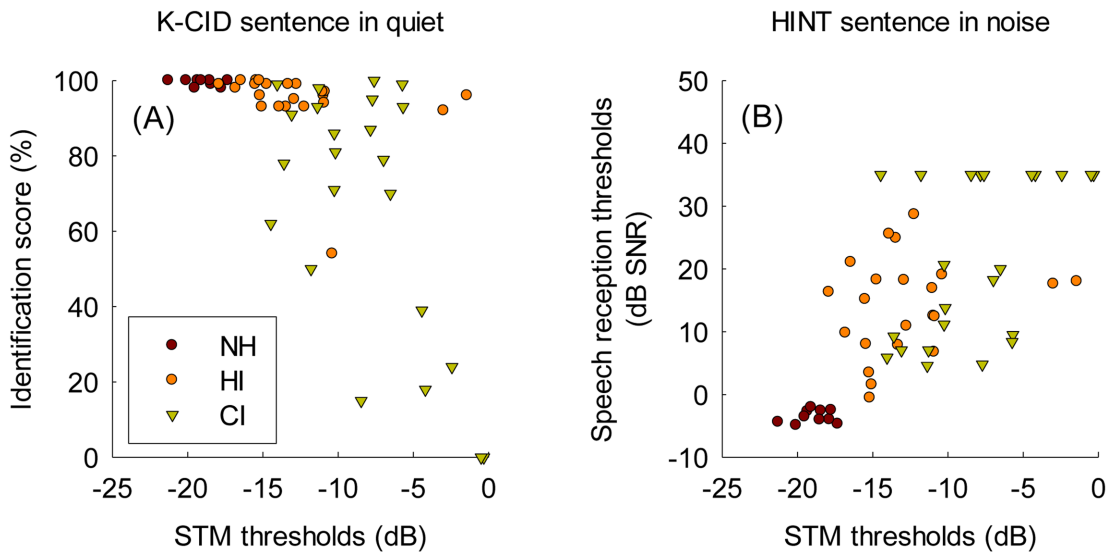 K-CID sentence in quiet
Identification score (%)
100
80
60
40
20
0
(A)
NH
HI
CI
-25
-20
-15
-10
-5
0
STM thresholds (dB)
HINT sentence in noise
Speech reception thresholds
(dB SNR)
50
40
30
20
10
0
-10
(B)
-25
-20
-15
-10
-5
0
STM thresholds (dB)